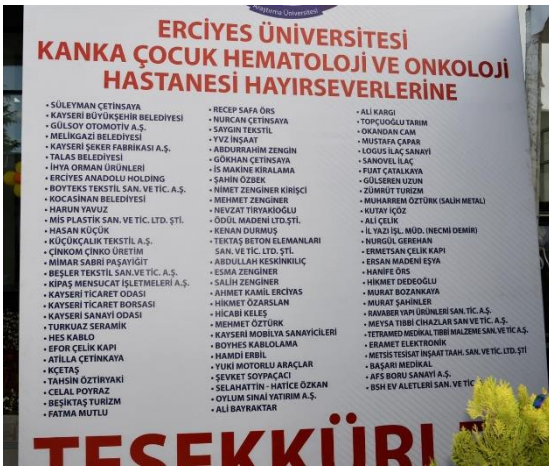 Araştırma Üniversitesi
ERCİYES ÜNİVERSİTESİ
KANKA ÇOCUK HEMATOLOJİ VE ONKOLOJİ
HASTANESİ HAYIRSEVERLERİNE
• SÜLEYMAN ÇETİNSAYA
• KAYSERİ BÜYÜKŞEHİR BELEDİYESİ
• GÜLSOY OTOMOTİV A.Ş.
• MELİKGAZİ BELEDİYESİ
• KAYSERİ ŞEKER FABRİKASI A.Ş.
• TALAS BELEDİYESİ
• İHYA ORMAN ÜRÜNLERİ
• ERCİYES ANADOLU HOLDING
• BOYTEKS TEKSTİL SAN. VE TİC. A.Ş.
• KOCASİNAN BELEDİYESİ
• HARUN YAVUZ
• MİS PLASTİK SAN. VE TİC. LTD. ŞTİ.
• HASAN KÜÇÜK
• KÜÇÜKÇALIK TEKSTİL A.Ş.
• ÇİNKOM ÇİNKO ÜRETİM
• MİMAR SABRİ PAŞAYİĞİT
• BEŞLER TEKSTİL SAN.VE TİC. A.Ş.
• KİPAŞ MENSUCAT İŞLETMELERİ A.Ş.
• KAYSERİ TİCARET ODASI
• KAYSERİ TİCARET BORSASI
• KAYSERİ SANAYİ ODASI
• TURKUAZ SERAMİK
• HES KABLO
• EFOR ÇELİK KAPI
• ATİLLA ÇETİNKAYA
• KÇETAŞ
• TAHSİN ÖZTİRYAKİ
• CELAL POYRAZ
• BEŞİKTAŞ TURİZM
• FATMA MUTLU
• RECEP SAFA ÖRS
• NURCAN ÇETİNSAYA
• SAYGIN TEKSTİL
• YVZ İNŞAAT
• ABDURRAHİM ZENGİN
• GÖKHAN ÇETİNSAYA
• İS MAKİNE KİRALAMA
• ŞAHİN ÖZBEK
• NİMET ZENGİNER KİRİŞCİ
• MEHMET ZENGİNER
• NEVZAT TİRYAKİOĞLU
• ÖDÜL MADENİ LTD.ŞTİ.
• KENAN DURMUŞ
• TEKTAŞ BETON ELEMANLARI
SAN. VE TİC. LTD. ŞTİ.
• ABDULLAH KESKİNKILIÇ
• ESMA ZENGİNER
• SALİH ZENGİNER
• AHMET KAMİL ERCİYAS
• HİKMET ÖZARSLAN
• HİCABİ KELEŞ
• MEHMET ÖZTÜRK
• KAYSERİ MOBİLYA SANAYİCİLERİ
• BOYHES KABLOLAMA
• HAMDİ ERBİL
• YUKİ MOTORLU ARAÇLAR
• ŞEVKET SOYPAÇACI
• SELAHATTİN - HATİCE ÖZKAN
• OYLUM SINAİ YATIRIM A.Ş.
• ALİ BAYRAKTAR
• ALİ KARGI
• TOPÇUOĞLU TARIM
• OKANDAN CAM
• MUSTAFA ÇAPAR
• LOGUS İLAÇ SANAYİ
• SANOVEL İLAÇ
• FUAT ÇATALKAYA
• GÜLSEREN UZUN
• ZÜMRÜT TURİZM
• MUHARREM ÖZTÜRK (SALİH METAL)
• KUTAY İÇÖZ
• ALİ ÇELİK
• İL YAZI İŞL. MÜD. (NECMİ DEMİR)
• NURGÜL GEREHAN
• ERMETSAN ÇELİK KAPI
• ERSAN MADENİ EŞYA
• HANİFE ÖRS
• HİKMET DEDEOĞLU
• MURAT BOZANKAYA
• MURAT ŞAHİNLER
• RAVABER YAPI ÜRÜNLERİ SAN. TİC. A.Ş.
• MEYSA TIBBİ CİHAZLAR SAN VE TİC. A.Ş.
• TETRAMED MEDİKAL TIBBİ MALZEME SAN.VE TİC A.Ş.
• ERAMET ELEKTRONİK
• METSİS TESİSAT İNŞAAT TAAH. SAN. VE TİC. LTD. ŞTİ
• BAŞARI MEDİKAL
• AFS BORU SANAYİ A.Ş.
• BSH EV ALETLERİ SAN. VE TİC